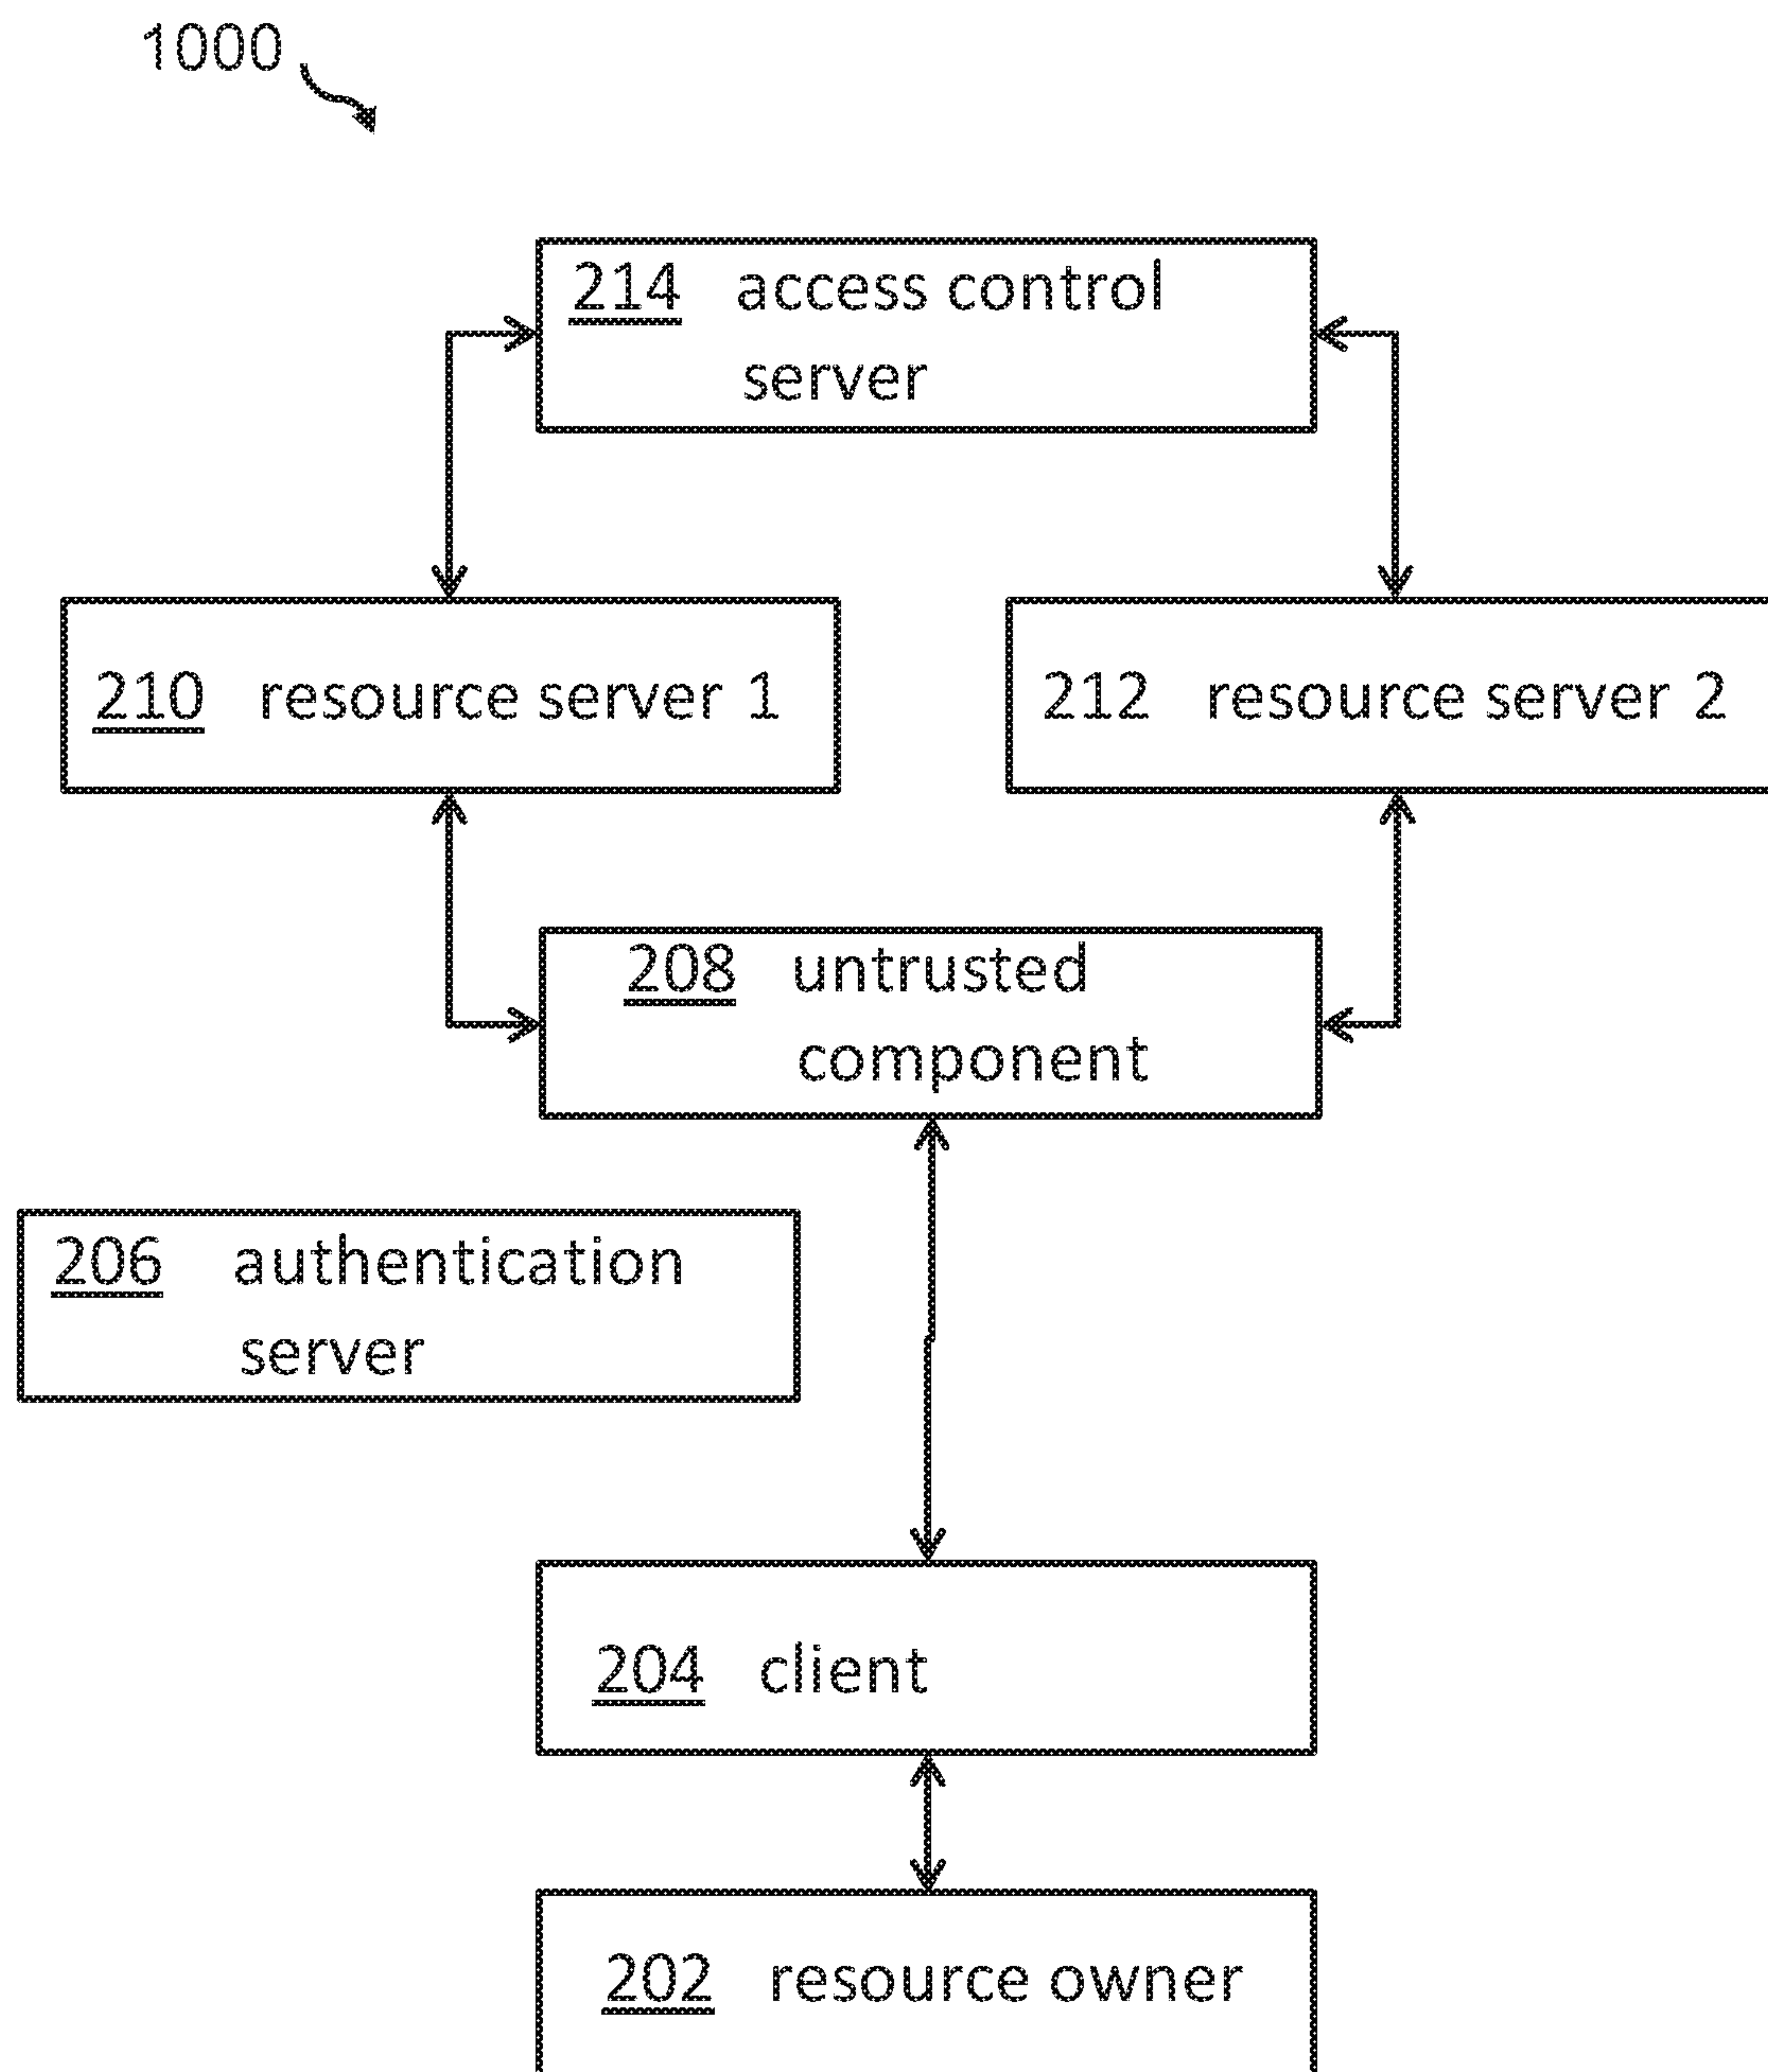 1000
214 access control
server
210 resource server 1
212 resource server 2
208 untrusted
component
206 authentication
server
204 client
202 resource owner